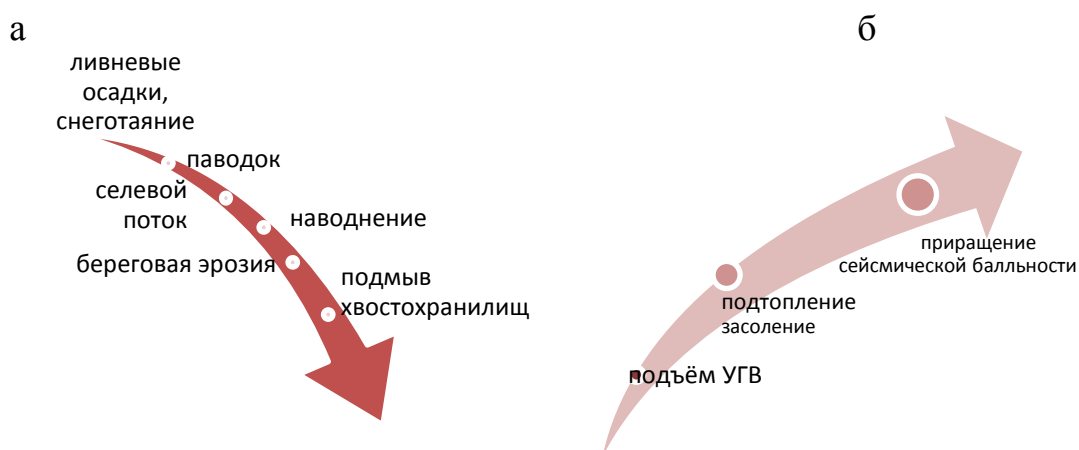 а
ливневые
осадки,
снеготаяние
паводок
селевой
поток
наводнение
береговая эрозия
подмыв
хвостохранилищ
б
приращение
сейсмической балльности
подтопление
засоление
подъём УГВ